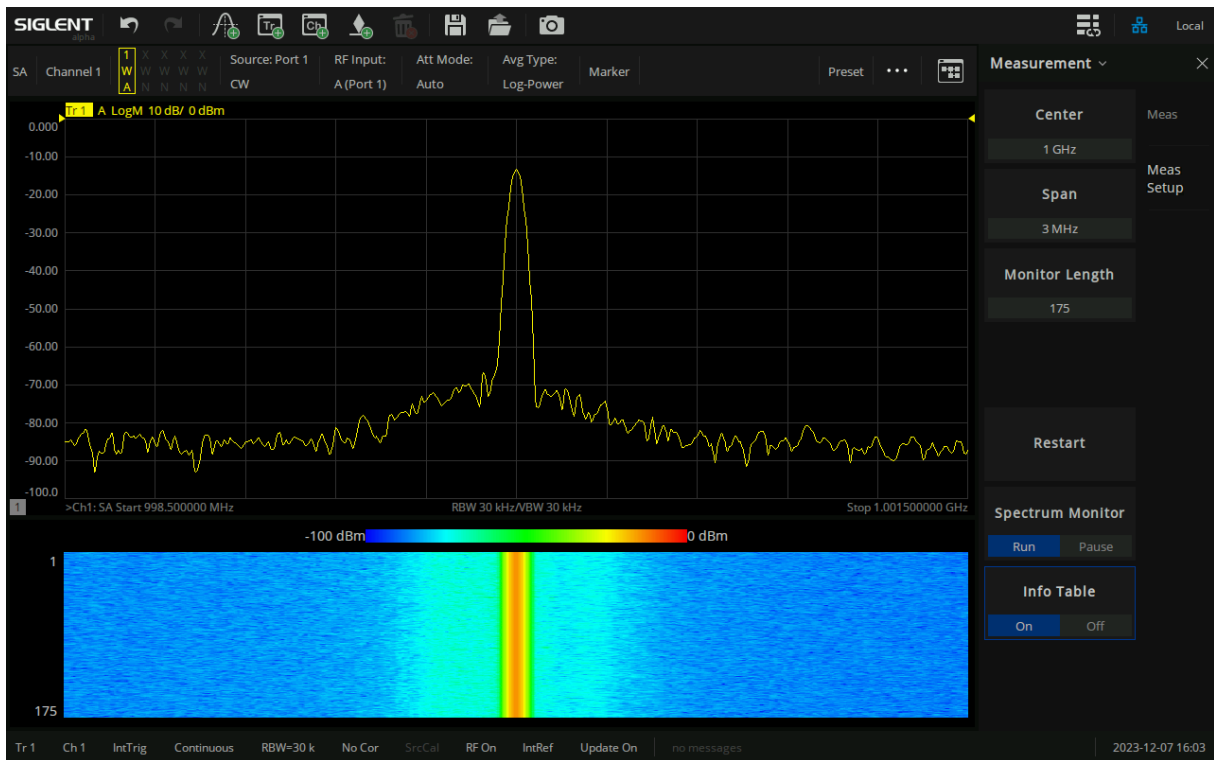 SIGLENT
alpha
Tr
Ch
Local
SA
Channel 1
1 X X X X
W W W W W
A N N N N
Source: Port 1
CW
RF Input:
A (Port 1)
Att Mode:
Auto
Avg Type:
Log-Power
Marker
Preset
Measurement
Tr 1 A LogM 10 dB/ 0 dBm
0.000
-10.00
-20.00
-30.00
-40.00
-50.00
-60.00
-70.00
-80.00
-90.00
-100.0
1
>Ch1: SA Start 998.500000 MHz
RBW 30 kHz/VBW 30 kHz
Stop 1.001500000 GHz
-100 dBm
0 dBm
1
175
Center
1 GHz
Span
3 MHz
Monitor Length
175
Restart
Spectrum Monitor
Run Pause
Info Table
On Off
Meas
Meas
Setup
Tr 1 Ch 1 IntTrig Continuous RBW=30 k No Cor SrcCal RF On IntRef Update On no messages 2023-12-07 16:03